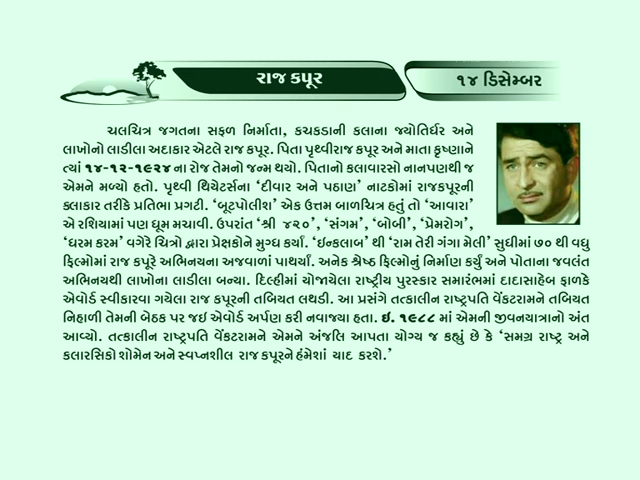 રાજ કપૂર
૧૪ ડિસેમ્બર
ચલચિત્ર જગતના સફળ નિર્માતા, કચકડાની કલાના જ્યોતિર્ધર અને
લાખોનો લાડીલા અદાકાર એટલે રાજ કપૂર. પિતા પૃથ્વીરાજ કપૂર અને માતા કૃષ્ણાને
ત્યાં ૧૪-૧૨-૧૯૨૪ ના રોજ તેમનો જન્મ થયો. પિતાનો કલાવારસો નાનપણથી જ
એમને મળ્યો હતો. પૃથ્વી થિયેટર્સના ‘દીવાર અને પઠાણ’ નાટકોમાં રાજકપૂરની
ક્લાકાર તરીકે પ્રતિભા પ્રગટી. ‘બૂટપોલીશ’ એક ઉત્તમ બાળચિત્ર હતું તો ‘આવારા’
એ રશિયામાં પણ ધૂમ મચાવી. ઉપરાંત ‘શ્રી ૪૨૦’, ‘સંગમ’, ‘બોબી’, ‘પ્રેમરોગ’,
‘ધરમ કરમ’ વગેરે ચિત્રો દ્વારા પ્રેક્ષકોને મુગ્ધ કર્યાં. ‘ઇન્કલાબ’ થી ‘રામ તેરી ગંગા મેલી’ સુધીમાં ૭૦ થી વધુ
ફિલ્મોમાં રાજ કપૂરે અભિનયના અજવાળાં પાથર્યાં. અનેક શ્રેષ્ઠ ફિલ્મોનું નિર્માણ કર્યું અને પોતાના જવલંત
અભિનયથી લાખોના લાડીલા બન્યા. દિલ્હીમાં યોજાયેલા રાષ્ટ્રીય પુરસ્કાર સમારંભમાં દાદાસાહેબ ફાળકે
એવોર્ડ સ્વીકારવા ગયેલા રાજ કપૂરની તબિયત લથડી. આ પ્રસંગે તત્કાલીન રાષ્ટ્રપતિ વેંકટરામને તબિયત
નિહાળી તેમની બેઠક પર જઇ એવોર્ડ અર્પણ કરી નવાજ્યા હતા. ઇ. ૧૯૮૮ માં એમની જીવનયાત્રાનો અંત
આવ્યો. તત્કાલીન રાષ્ટ્રપતિ વેંકટરામને એમને અંજલિ આપતા યોગ્ય જ કહ્યું છે કે ‘સમગ્ર રાષ્ટ્ર અને
કલારસિકો શોમેન અને સ્વપ્નશીલ રાજ કપૂરને હંમેશાં યાદ કરશે.’